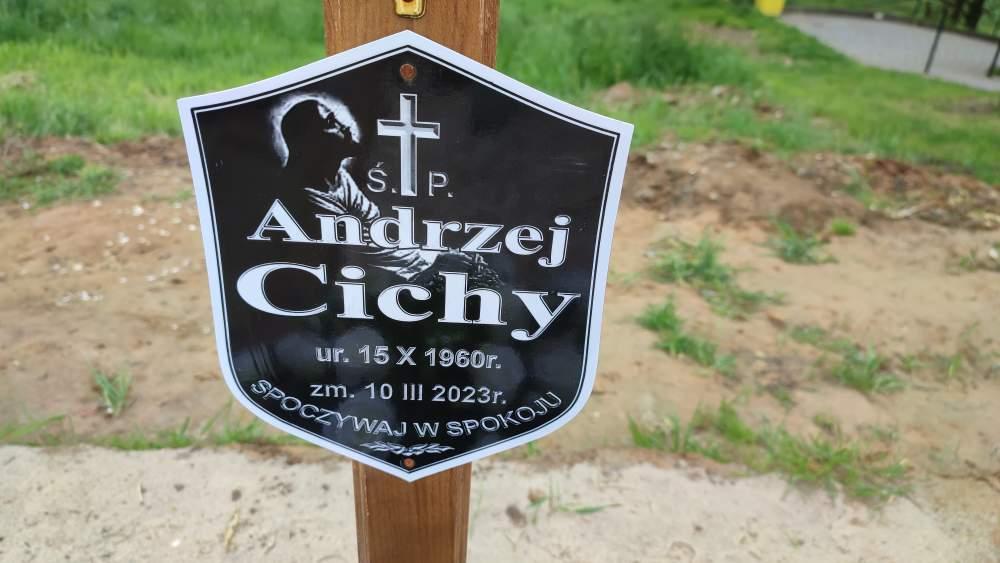 Ś. P.
Andrzej
Cichy
ur. 15 X 1960r.
zm. 10 III 2023r.
SPOCZYWAJ W SPOKOJU